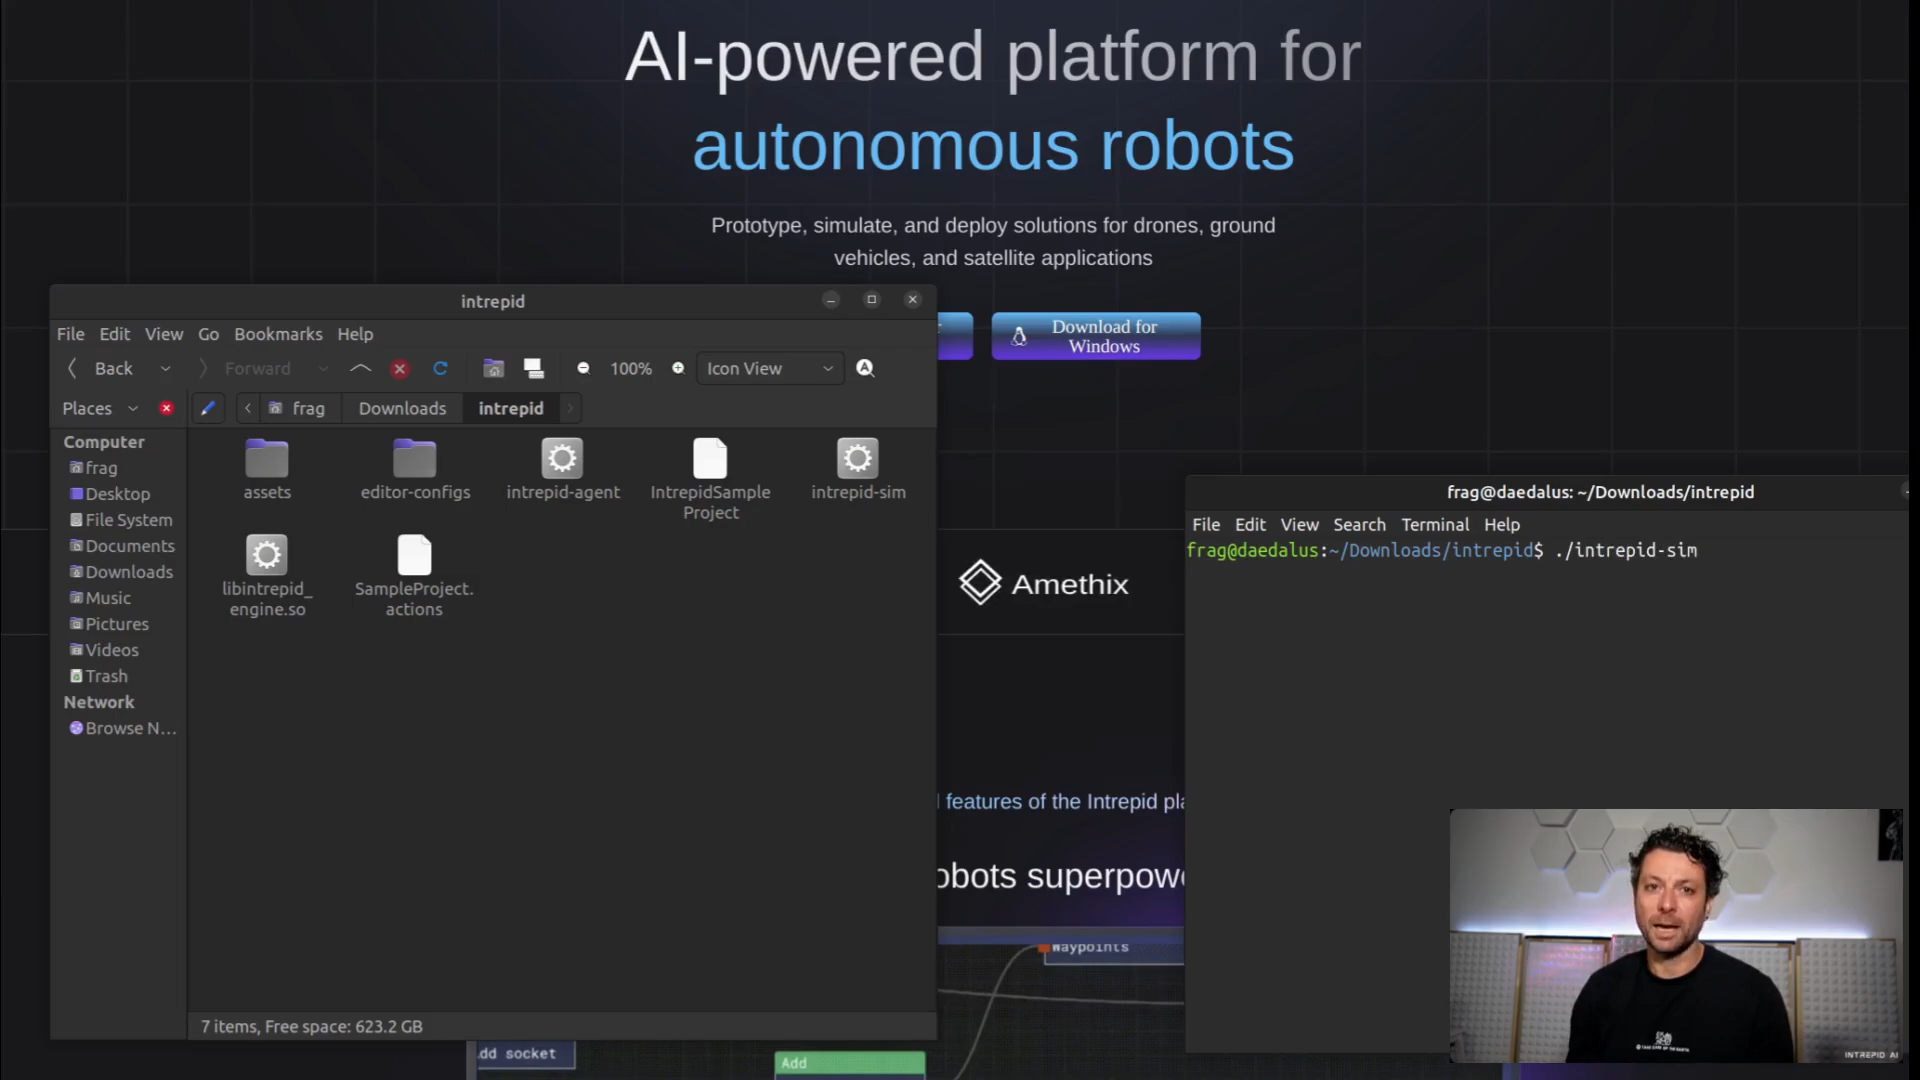 AI-powered platform for
autonomous robots
Prototype, simulate, and deploy solutions for drones, ground
vehicles, and satellite applications
Download for
Windows
intrepid
File Edit View Go Bookmarks Help
Back Forward 100% Icon View A
Places frag Downloads intrepid
Computer
frag
Desktop
File System
Documents
Downloads
Music
Pictures
Videos
Trash
Network
Browse N...
assets
editor-configs
intrepid-agent
IntrepidSample
Project
intrepid-sim
libintrepid_
engine.so
SampleProject.
actions
7 items, Free space: 623.2 GB
frag@daedalus: ~/Downloads/intrepid
File Edit View Search Terminal Help
frag@daedalus:~/Downloads/intrepid$ ./intrepid-sim
Amethix
features of the Intrepid pla
obots superpow
Waypoints
dd socket
Add
INTREPID AI